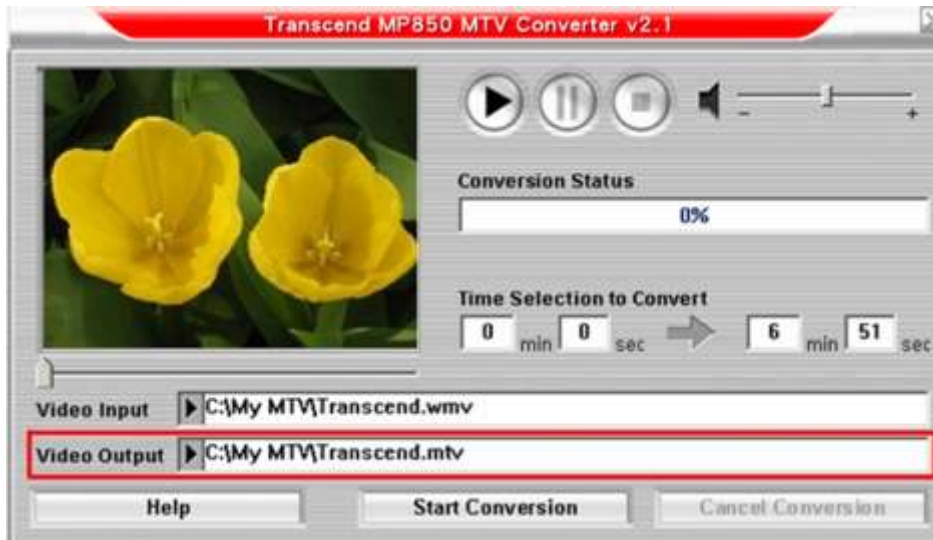 Transcend MP850 MTV Converter v2.1
- +
Conversion Status
0%
Time Selection to Convert
0 min 0 sec 6 min 51 sec
Video Input C:\My MTV\Transcend.wmv
Video Output C:\My MTV\Transcend.mtv
Help Start Conversion Cancel Conversion